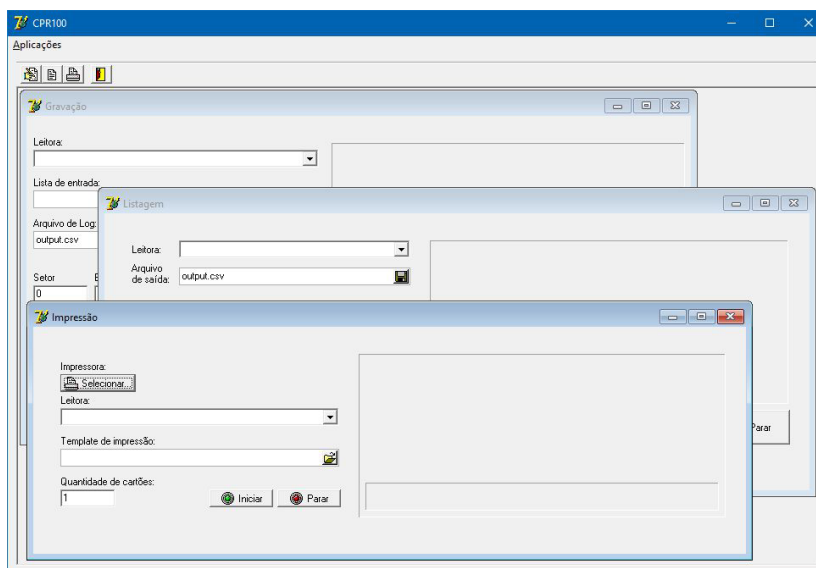 CPR100
Aplicações
Gravação
Leitora:
Lista de entrada:
Arquivo de Log:
output.csv
Setor
0
Listagem
Leitora:
Arquivo
de saída:
output.csv
Parar
Impressão
Impressora:
Selecionar...
Leitora:
Template de impressão:
Quantidade de cartões:
1
Iniciar Parar